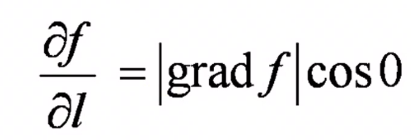 ∂f/∂l = |grad f| cos 0